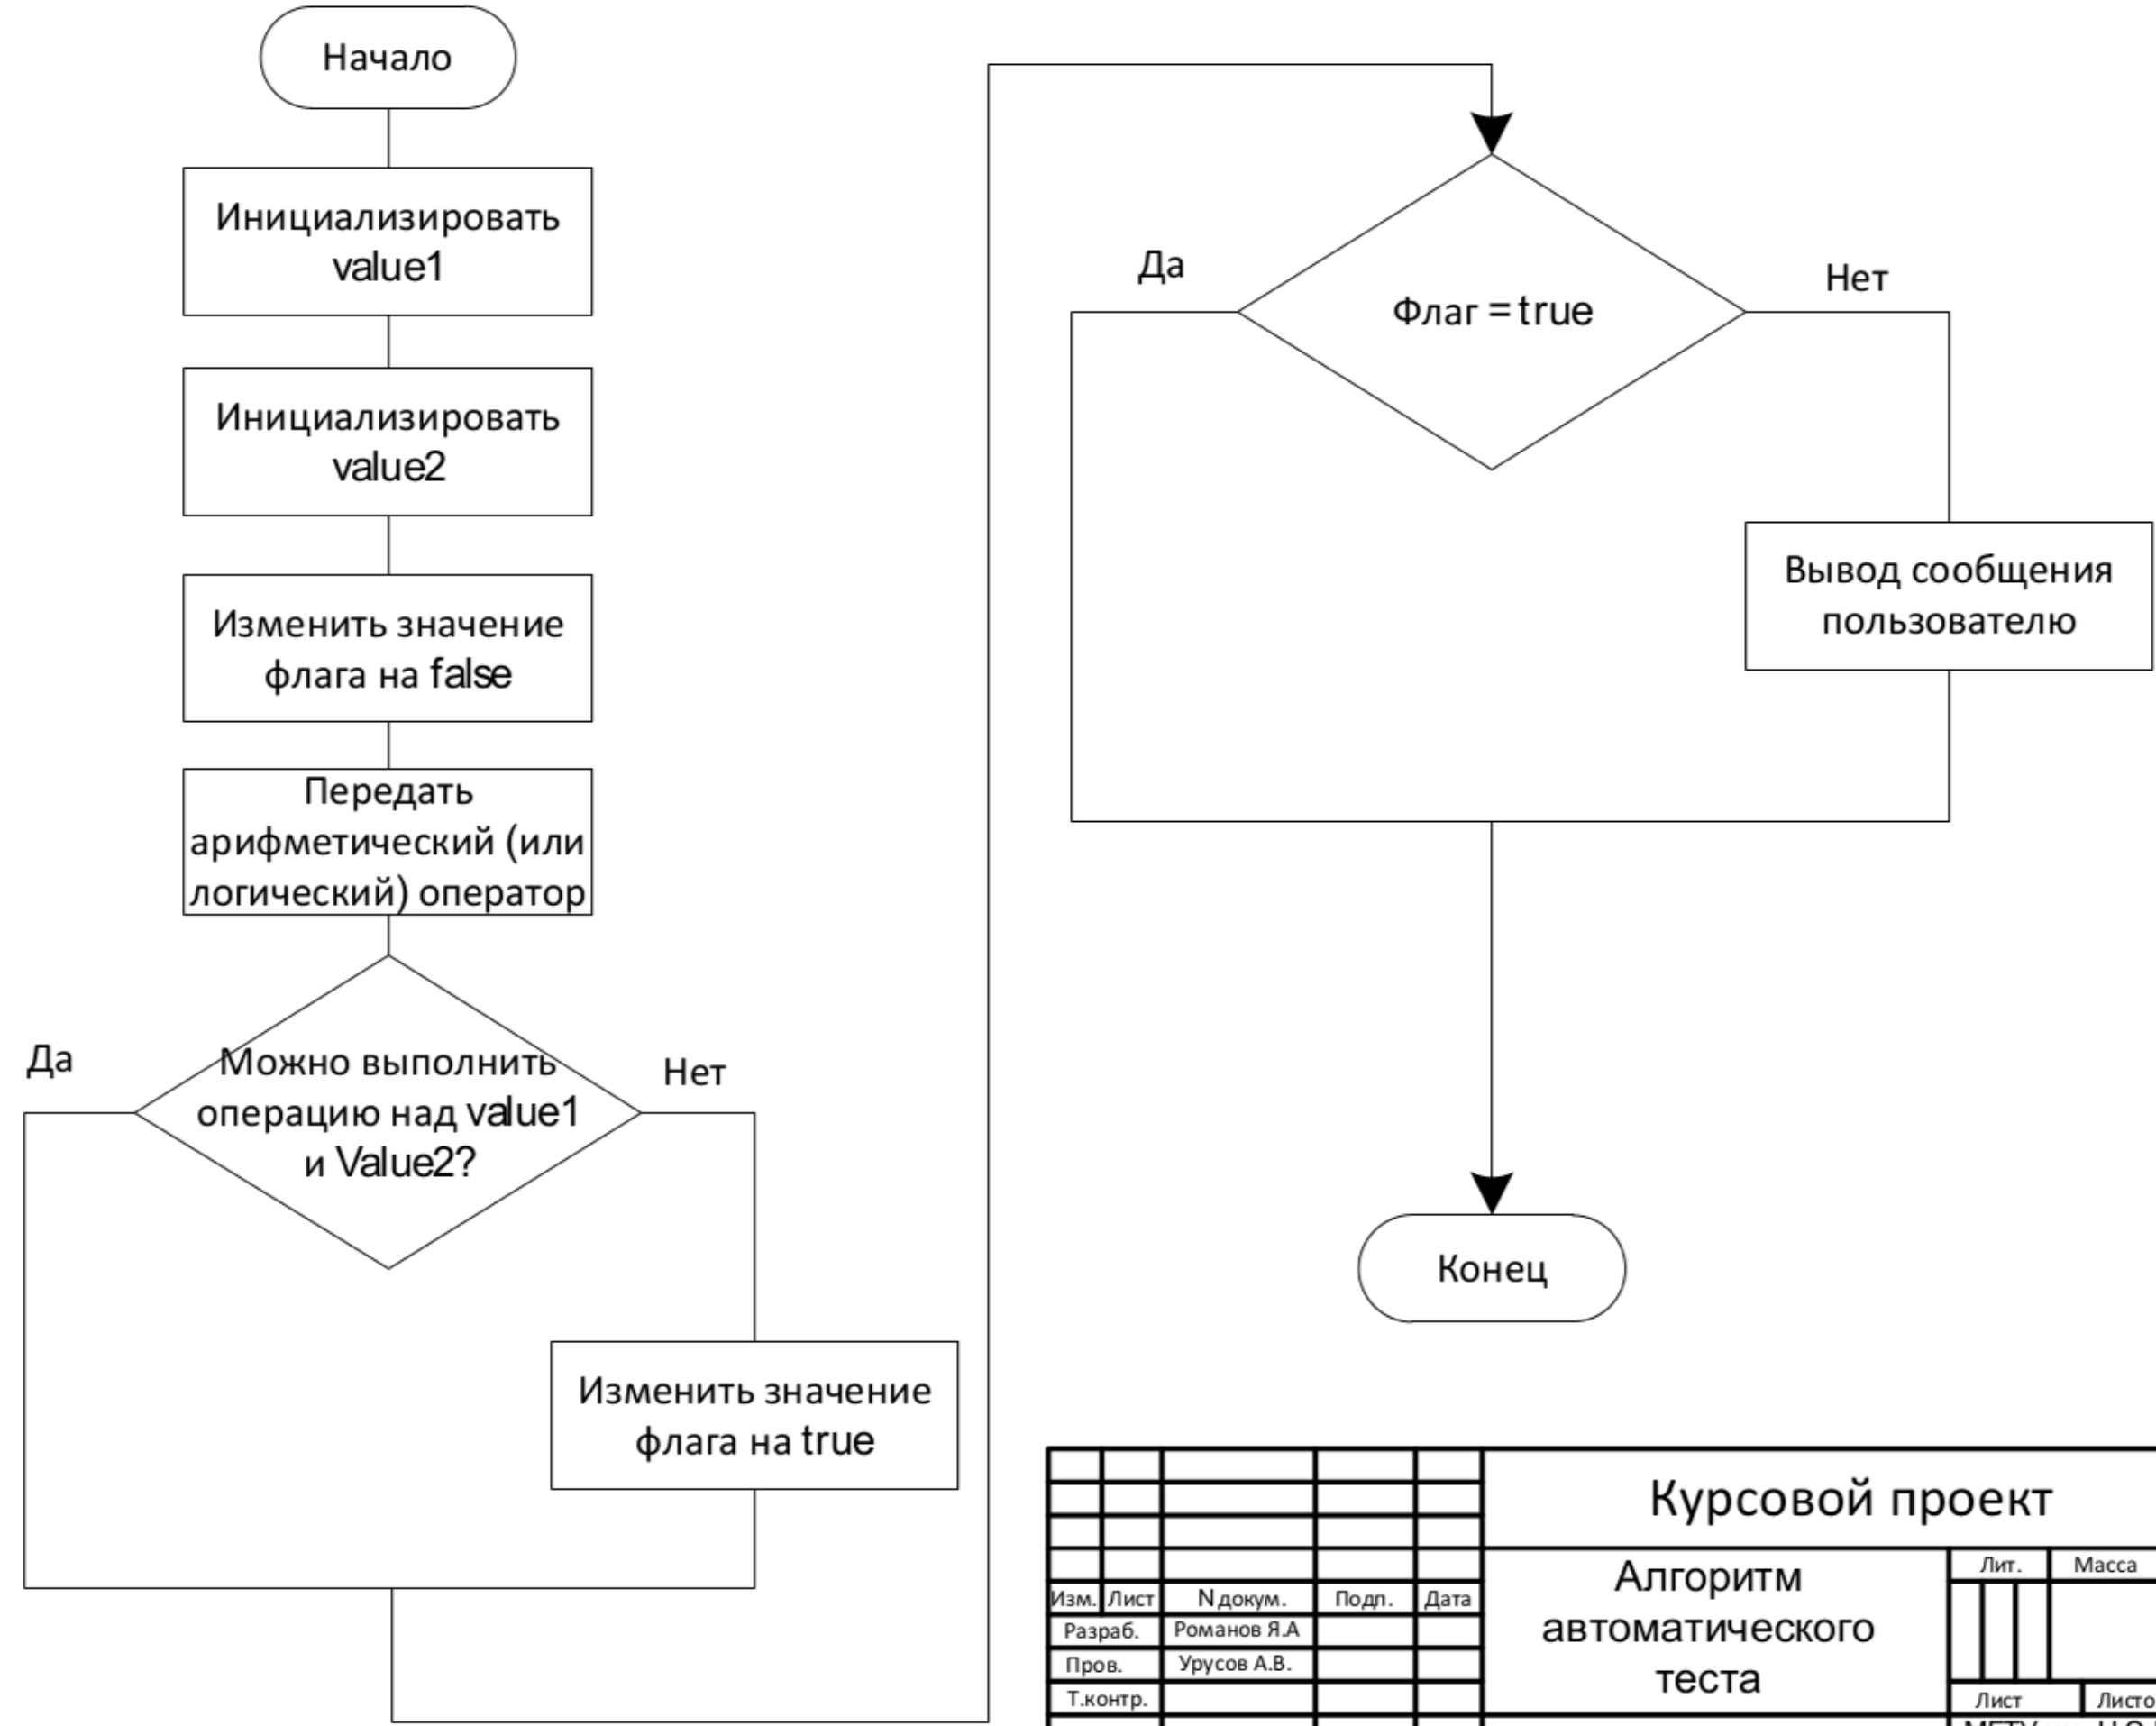 Начало
Инициализировать
value1
Инициализировать
value2
Изменить значение
флага на false
Передать
арифметический (или
логический) оператор
Да
Нет
Можно выполнить
операцию над value1
и Value2?
Изменить значение
флага на true
Да
Нет
Флаг = true
Вывод сообщения
пользователю
Конец
Курсовой проект
Алгоритм
автоматического
теста
Лит. Масса
Изм. Лист N докум. Подп. Дата
Разраб. Романов Я.А
Пров. Урусов А.В.
Т.контр.
Лист